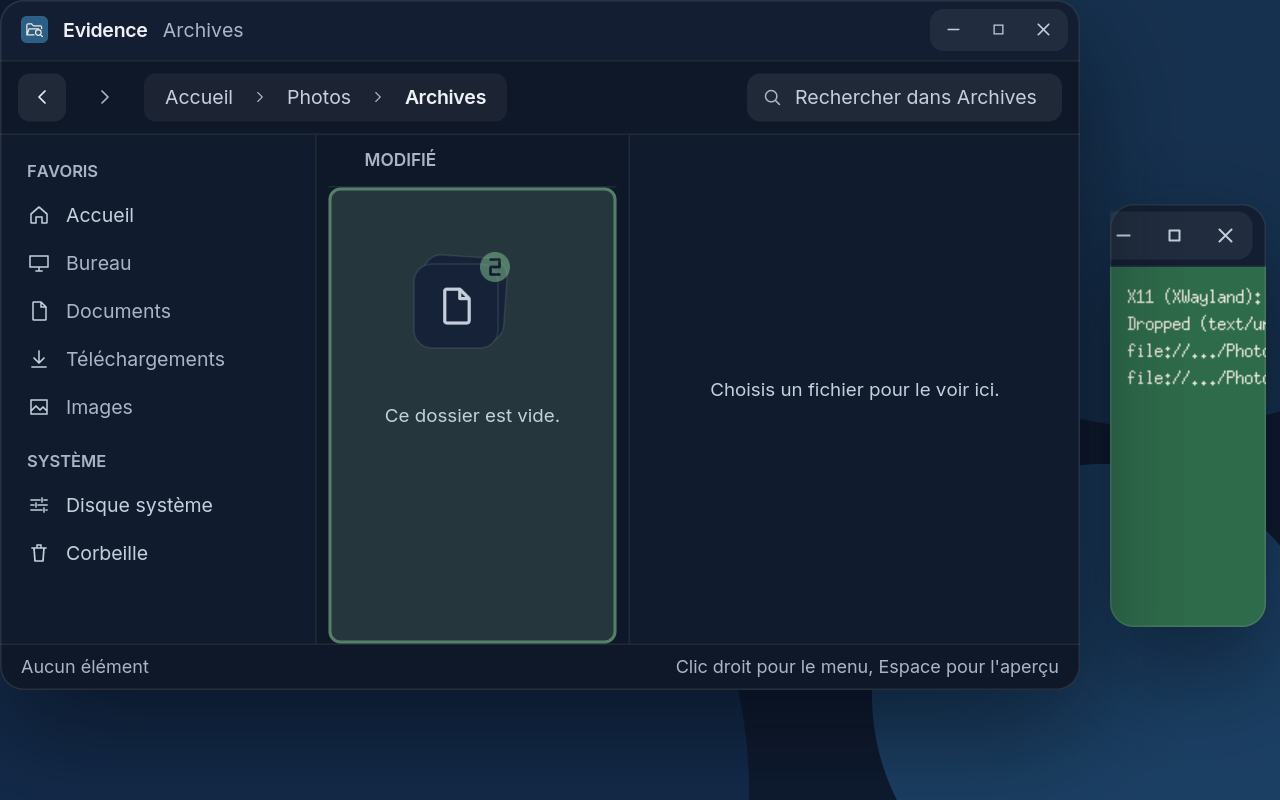 Evidence Archives
Accueil Photos Archives
Rechercher dans Archives
FAVORIS
Accueil
Bureau
Documents
Téléchargements
Images
SYSTÈME
Disque système
Corbeille
MODIFIÉ
2
Ce dossier est vide.
Choisis un fichier pour le voir ici.
Aucun élément
Clic droit pour le menu, Espace pour l'aperçu
X11 (XWayland):
Dropped
file://.../Photo
file://.../Photo